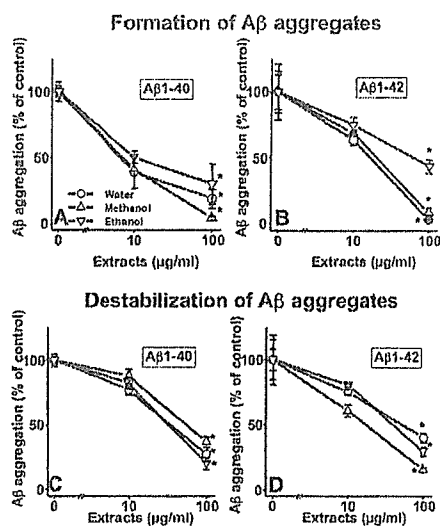 Formation of Aβ aggregates
Aβ aggregation (% of control)
100
50
0
Aβ1-40
Water
Methanol
Ethanol
A
*
*
*
0
10
100
Extracts (µg/ml)
Aβ aggregation (% of control)
100
50
0
Aβ1-42
B
*
*
*
0
10
100
Extracts (µg/ml)
Destabilization of Aβ aggregates
Aβ aggregation (% of control)
100
50
0
Aβ1-40
C
*
*
*
0
10
100
Extracts (µg/ml)
Aβ aggregation (% of control)
100
50
0
Aβ1-42
D
*
*
*
0
10
100
Extracts (µg/ml)